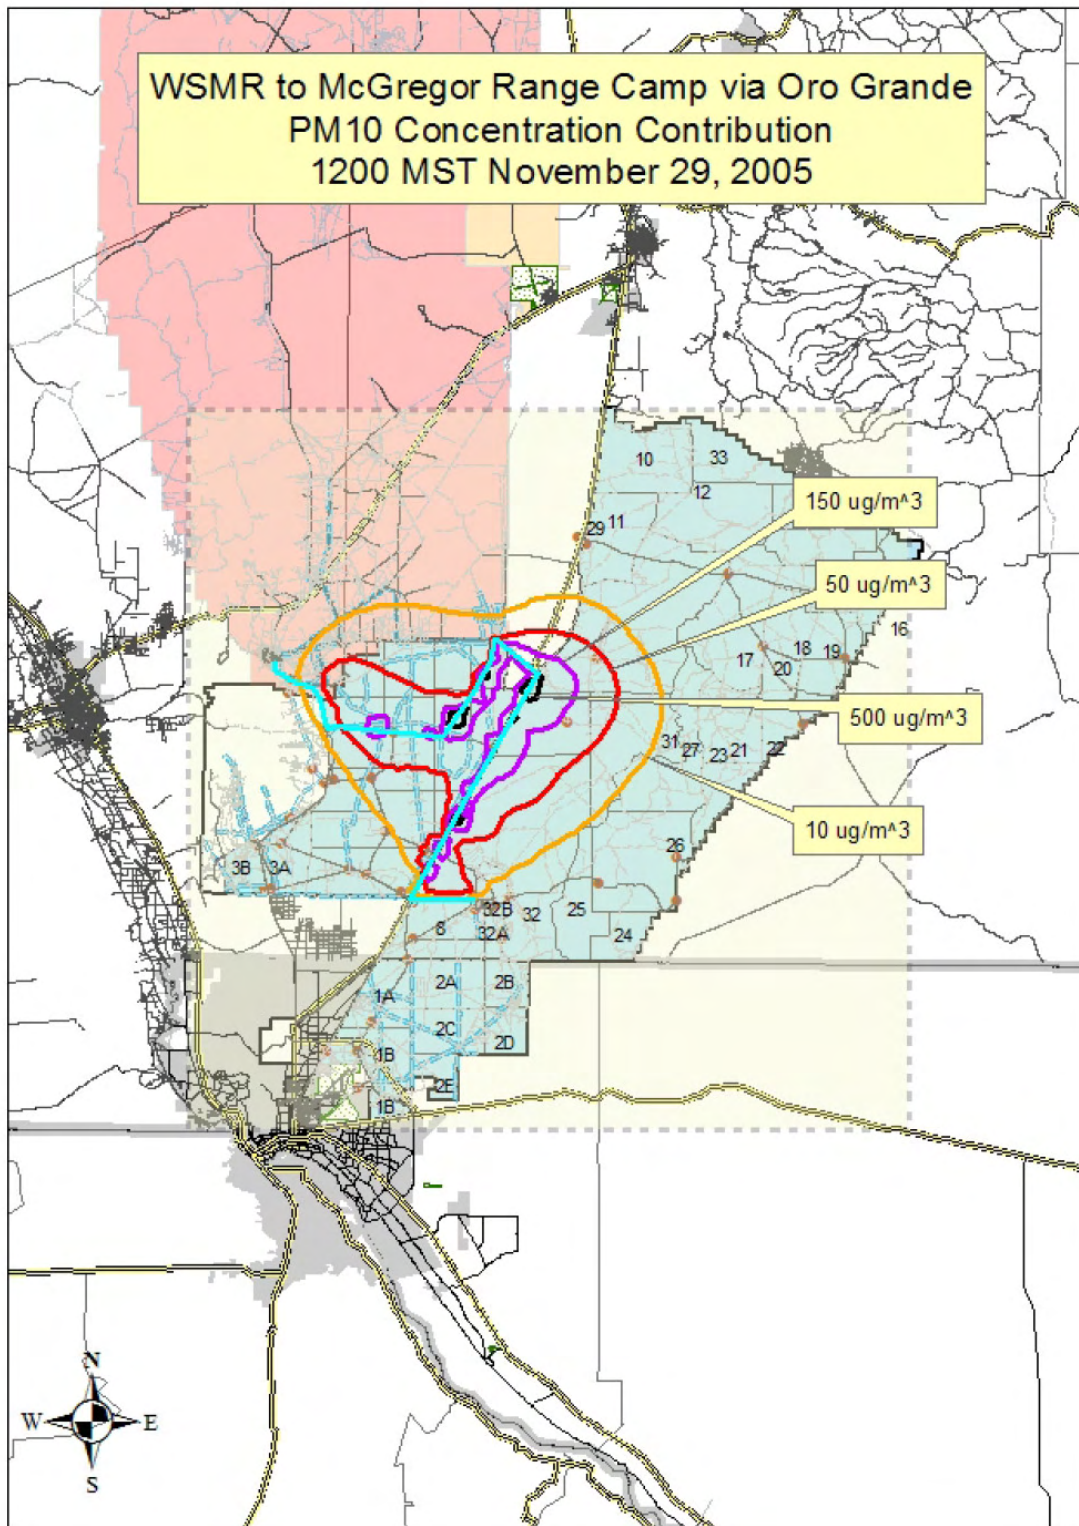 WSMR to McGregor Range Camp via Oro Grande
PM10 Concentration Contribution
1200 MST November 29, 2005
10
33
12
29
11
150 ug/m^3
50 ug/m^3
16
17
18
19
20
500 ug/m^3
31
27
23
21
22
10 ug/m^3
26
3B
3A
32B
32
25
8
32A
24
2A
2B
1A
2C
2D
1B
2E
1B
N
W
E
S